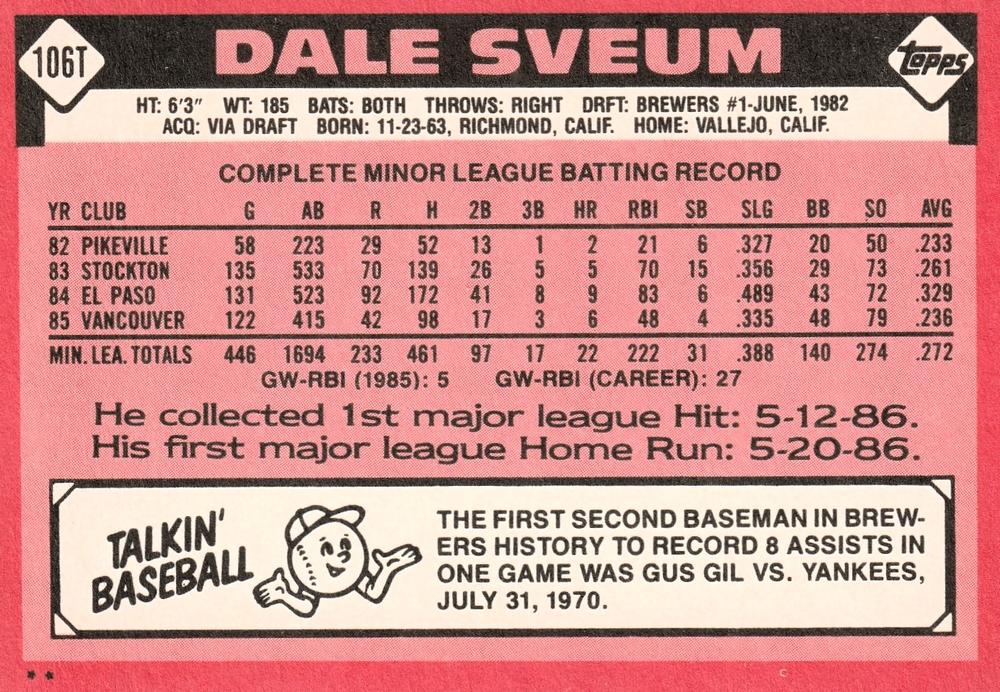 106T
DALE SVEUM
Topps
HT: 6'3" WT: 185 BATS: BOTH THROWS: RIGHT DRFT: BREWERS #1-JUNE, 1982
ACQ: VIA DRAFT BORN: 11-23-63, RICHMOND, CALIF. HOME: VALLEJO, CALIF.
COMPLETE MINOR LEAGUE BATTING RECORD
YR CLUB G AB R H 2B 3B HR RBI SB SLG BB SO AVG
82 PIKEVILLE 58 223 29 52 13 1 2 21 6 .327 20 50 .233
83 STOCKTON 135 533 70 139 26 5 5 70 15 .356 29 73 .261
84 EL PASO 131 523 92 172 41 8 9 83 6 .489 43 72 .329
85 VANCOUVER 122 415 42 98 17 3 6 48 4 .335 48 79 .236
MIN. LEA. TOTALS 446 1694 233 461 97 17 22 222 31 .388 140 274 .272
GW-RBI (1985): 5 GW-RBI (CAREER): 27
He collected 1st major league Hit: 5-12-86.
His first major league Home Run: 5-20-86.
TALKIN'
BASEBALL
THE FIRST SECOND BASEMAN IN BREW-
ERS HISTORY TO RECORD 8 ASSISTS IN
ONE GAME WAS GUS GIL VS. YANKEES,
JULY 31, 1970.
** C